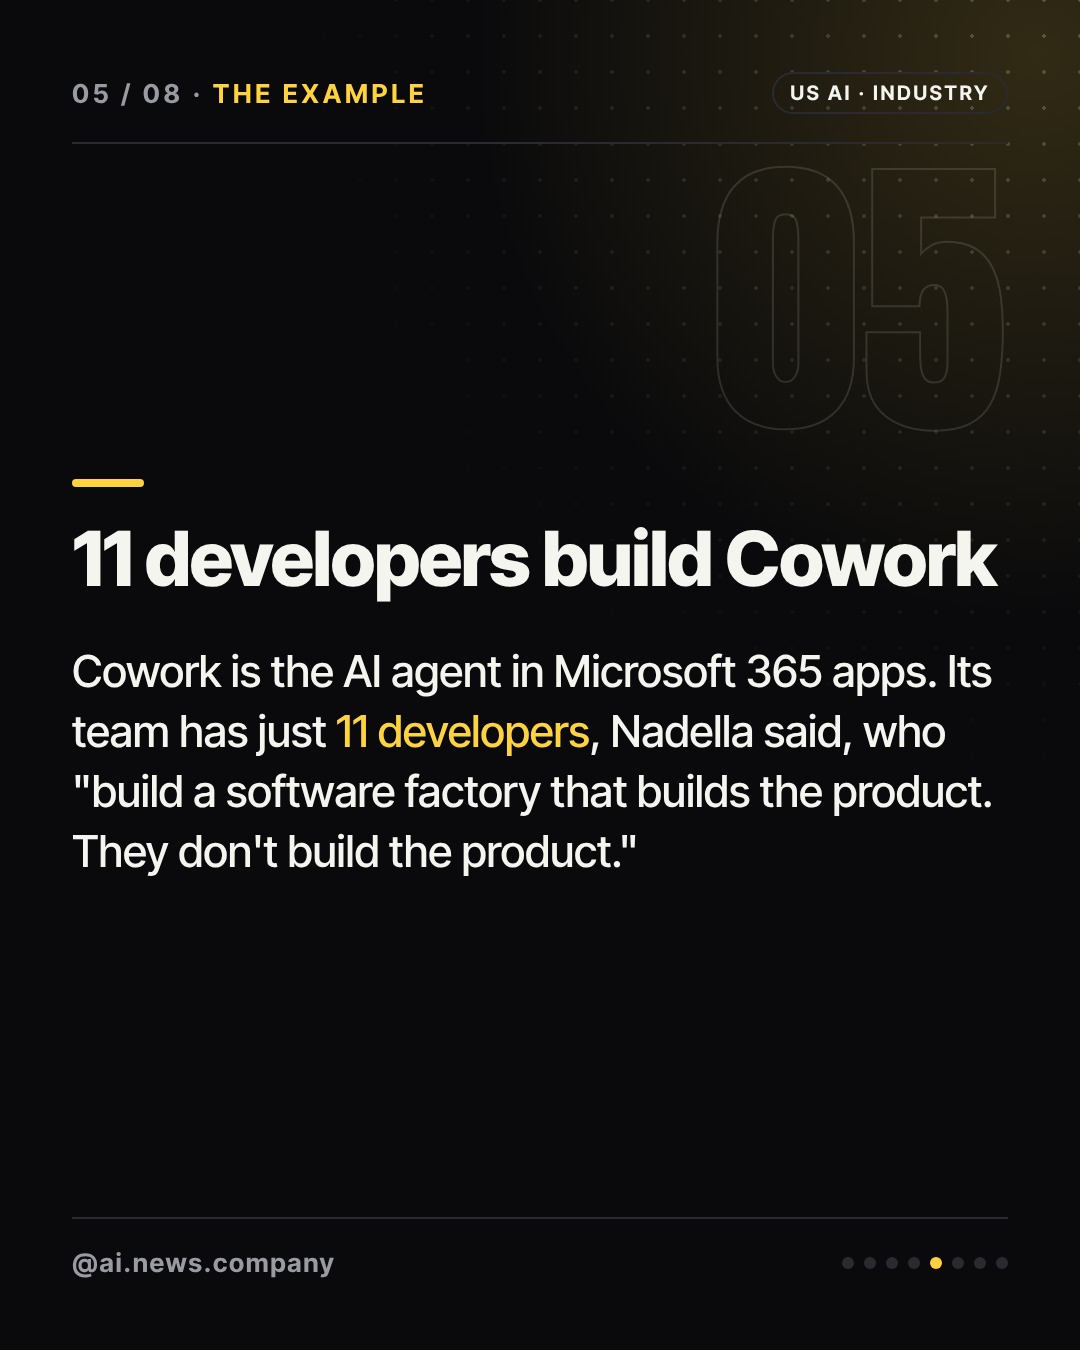 05 / 08 · THE EXAMPLE
US AI · INDUSTRY
05
11 developers build Cowork
Cowork is the AI agent in Microsoft 365 apps. Its
team has just 11 developers, Nadella said, who
"build a software factory that builds the product.
They don't build the product."
@ai.news.company